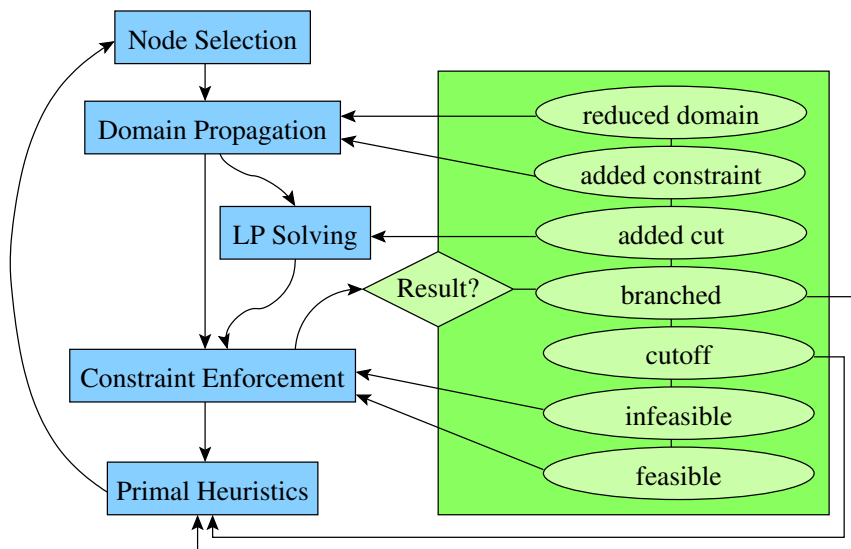 Node Selection
Domain Propagation
LP Solving
Constraint Enforcement
Primal Heuristics
Result?
reduced domain
added constraint
added cut
branched
cutoff
infeasible
feasible